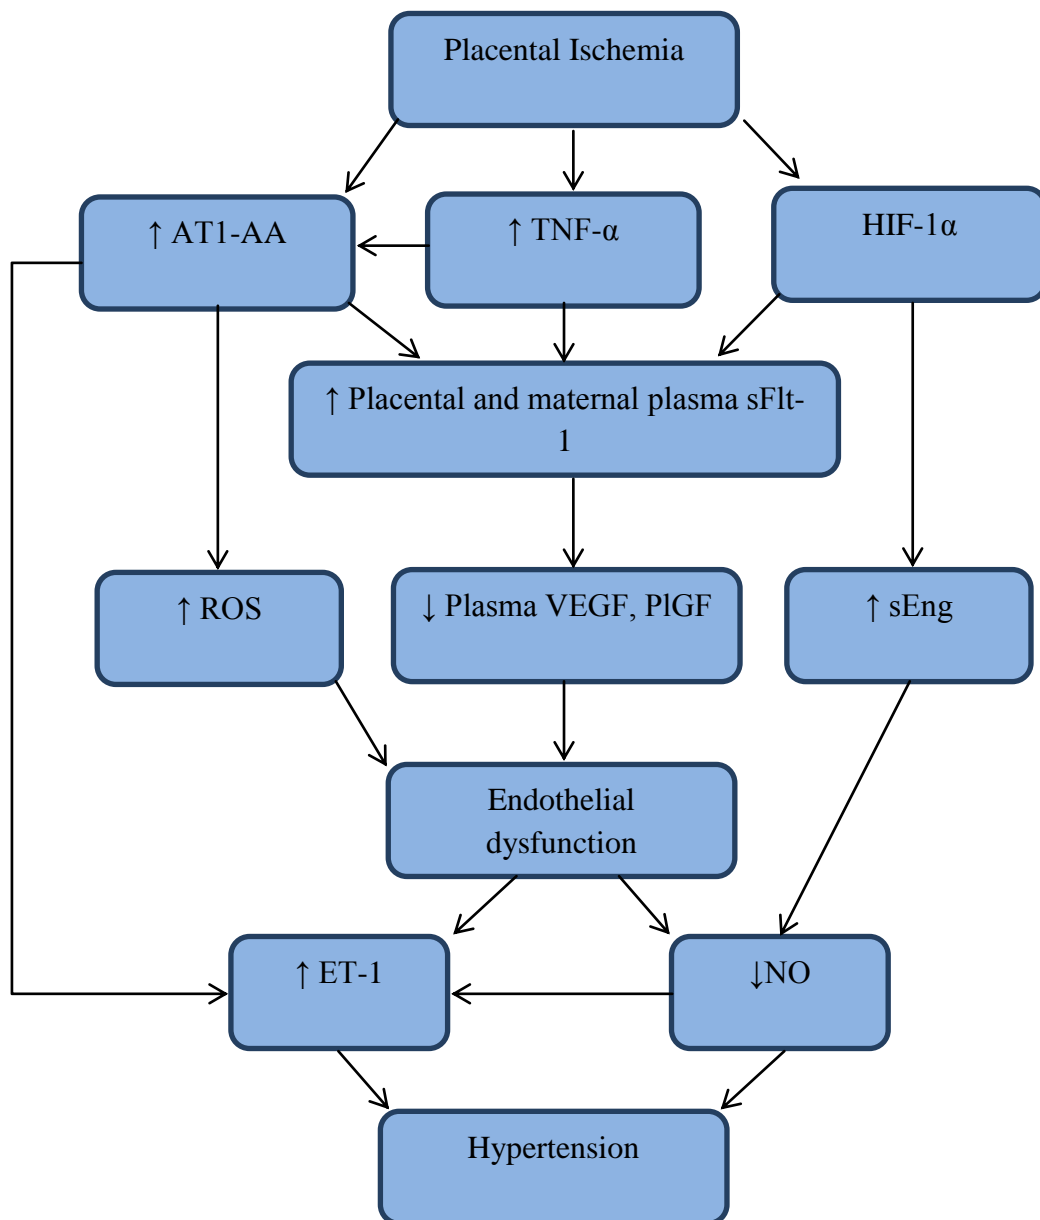 Placental Ischemia
↑ AT1-AA
↑ TNF-α
HIF-1α
↑ Placental and maternal plasma sFlt-
1
↑ ROS
↓ Plasma VEGF, PlGF
↑ sEng
Endothelial
dysfunction
↑ ET-1
↓NO
Hypertension